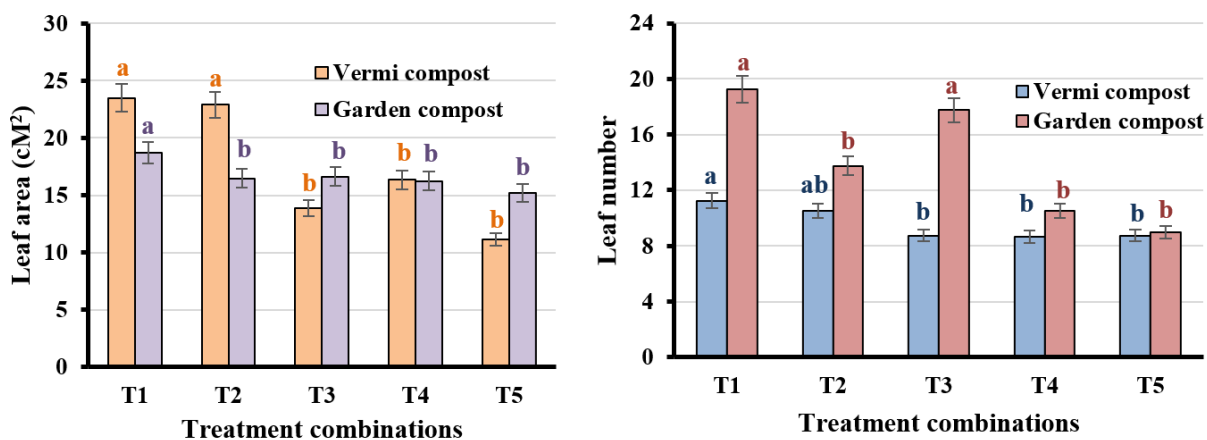 30
25
20
15
10
5
0
Leaf area (cM²)
a
a
a
b
b
b
b
b
b
b
Vermi compost
Garden compost
T1 T2 T3 T4 T5
Treatment combinations
24
20
16
12
8
4
0
Leaf number
a
a
ab
b
b
a
b
b
b
b
Vermi compost
Garden compost
T1 T2 T3 T4 T5
Treatment combinations